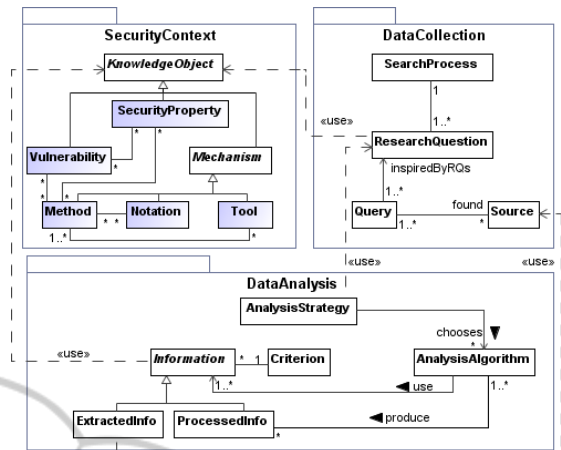 SecurityContext
KnowledgeObject
SecurityProperty
*
*
Vulnerability
*
Mechanism
*
*
*
Method
*
*
Notation
Tool
1..*
*
DataCollection
SearchProcess
1
1..*
«use»
ResearchQuestion
inspiredByRQs
1..*
Query
found
Source
1..*
*
«use»
«use»
DataAnalysis
AnalysisStrategy
chooses
*
«use»
Information
*
1
Criterion
AnalysisAlgorithm
1..*
use
1..*
ExtractedInfo
ProcessedInfo
produce
*